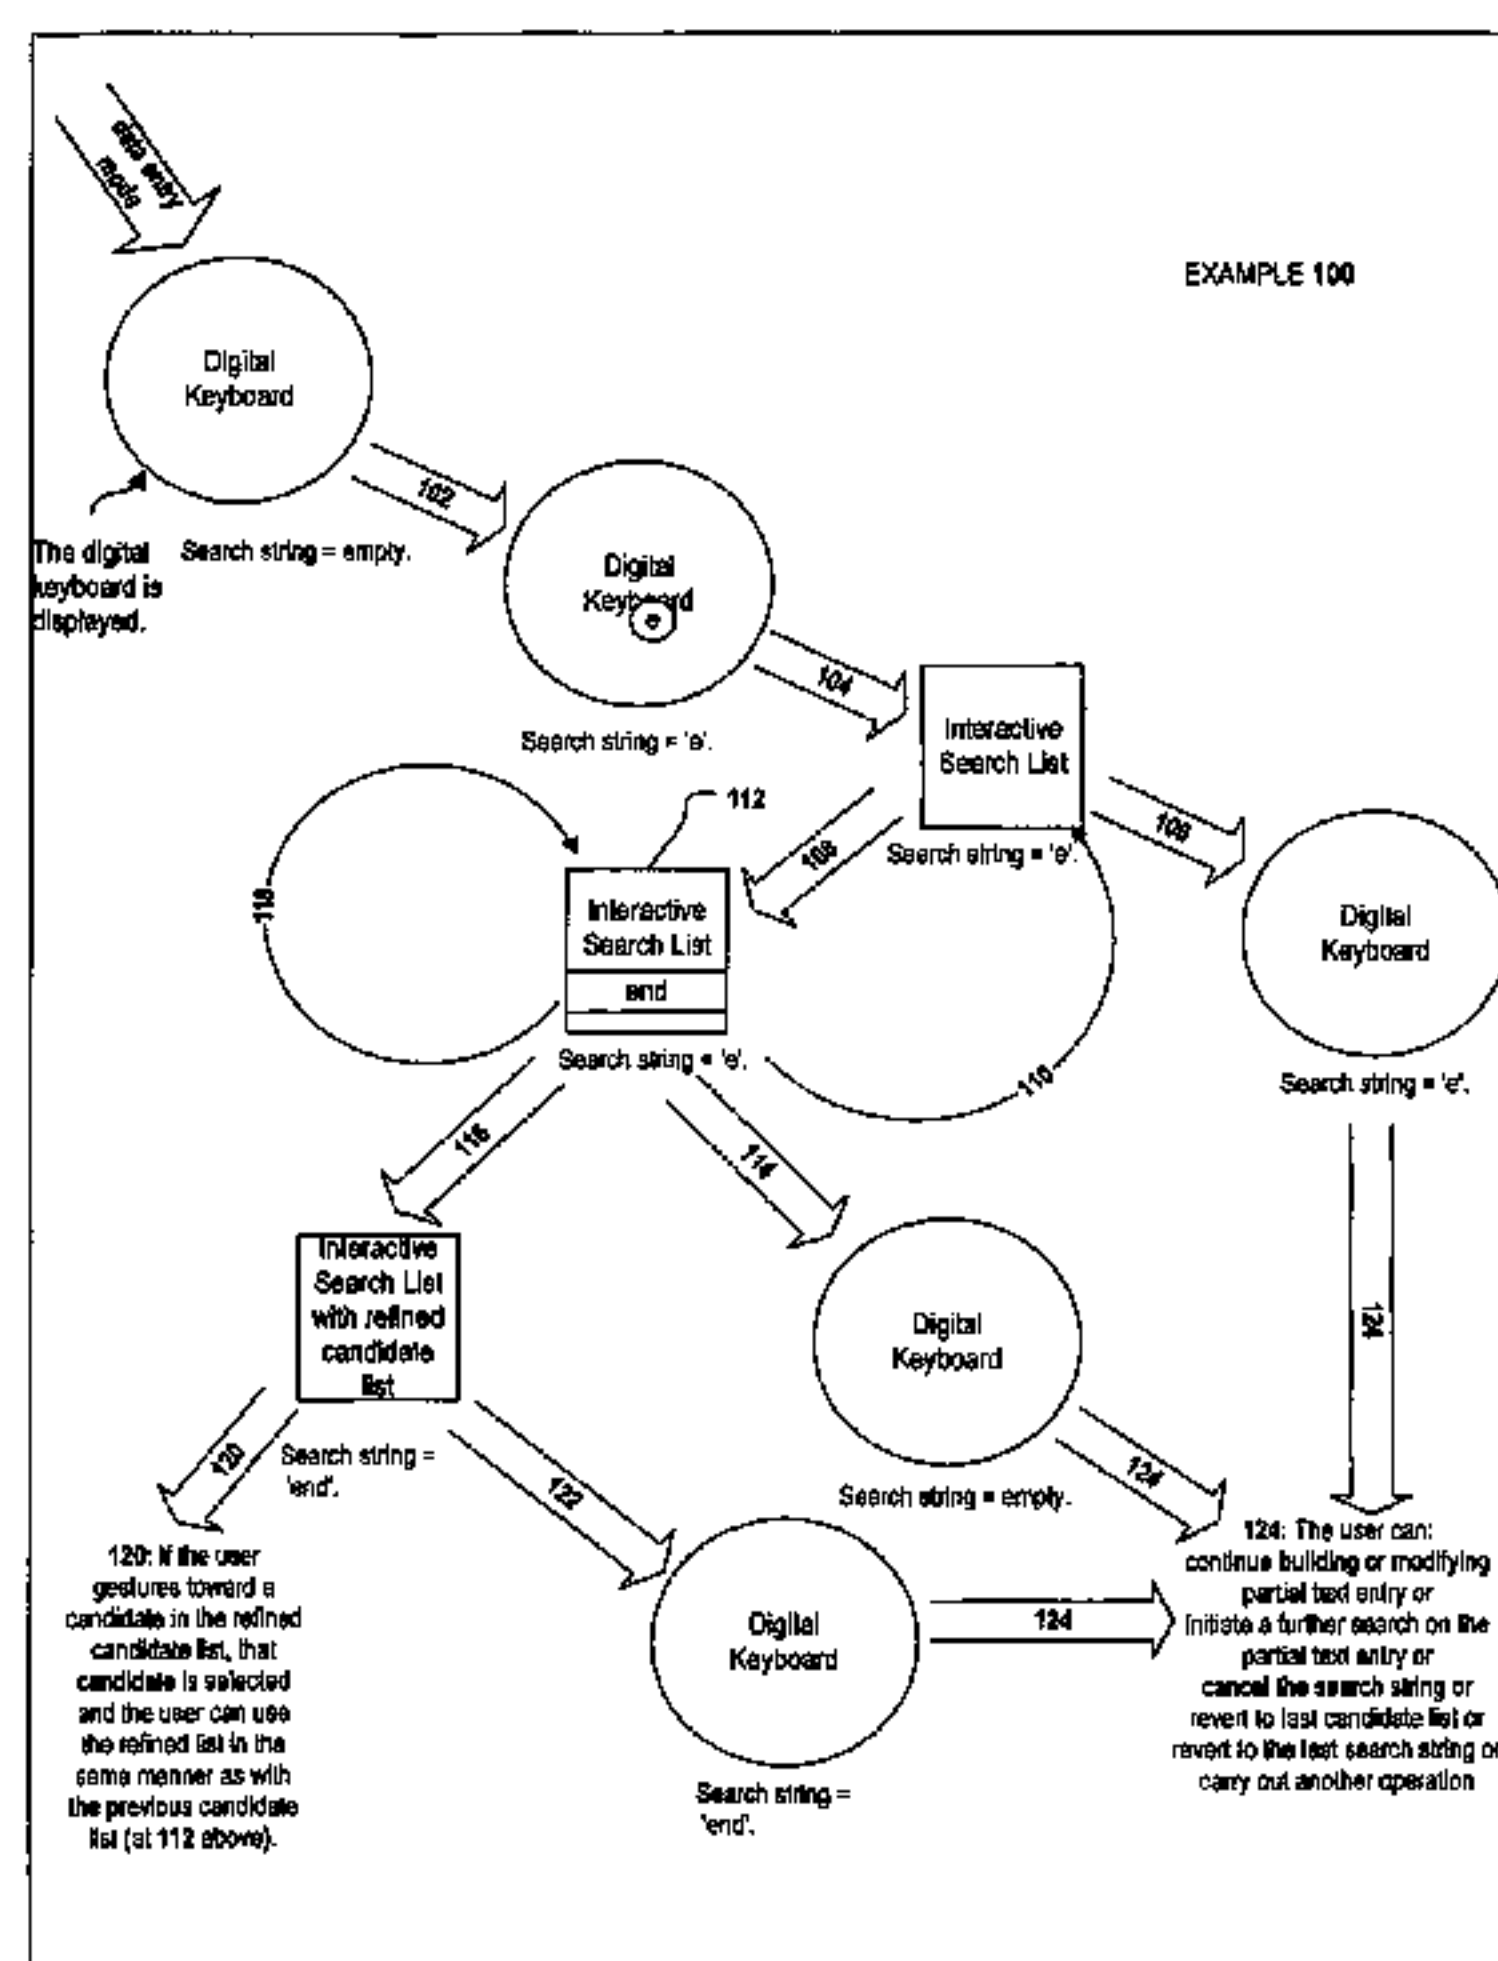 data entry
mode
EXAMPLE 100
Digital
Keyboard
102
The digital
keyboard is
displayed.
Search string = empty.
Digital
Keyboard
e
104
Search string = 'e'.
Interactive
Search List
Search string = 'e'.
112
108
Digital
Keyboard
Search string = 'e'.
118
Interactive
Search List
end
Search string = 'e'.
110
116
114
124
Interactive
Search List
with refined
candidate
list
Search string =
'end'.
Digital
Keyboard
Search string = empty.
124
120
122
120: If the user
gestures toward a
candidate in the refined
candidate list, that
candidate is selected
and the user can use
the refined list in the
same manner as with
the previous candidate
list (at 112 above).
Digital
Keyboard
Search string =
'end'.
124
124: The user can:
continue building or modifying
partial text entry or
initiate a further search on the
partial text entry or
cancel the search string or
revert to last candidate list or
revert to the last search string or
carry out another operation